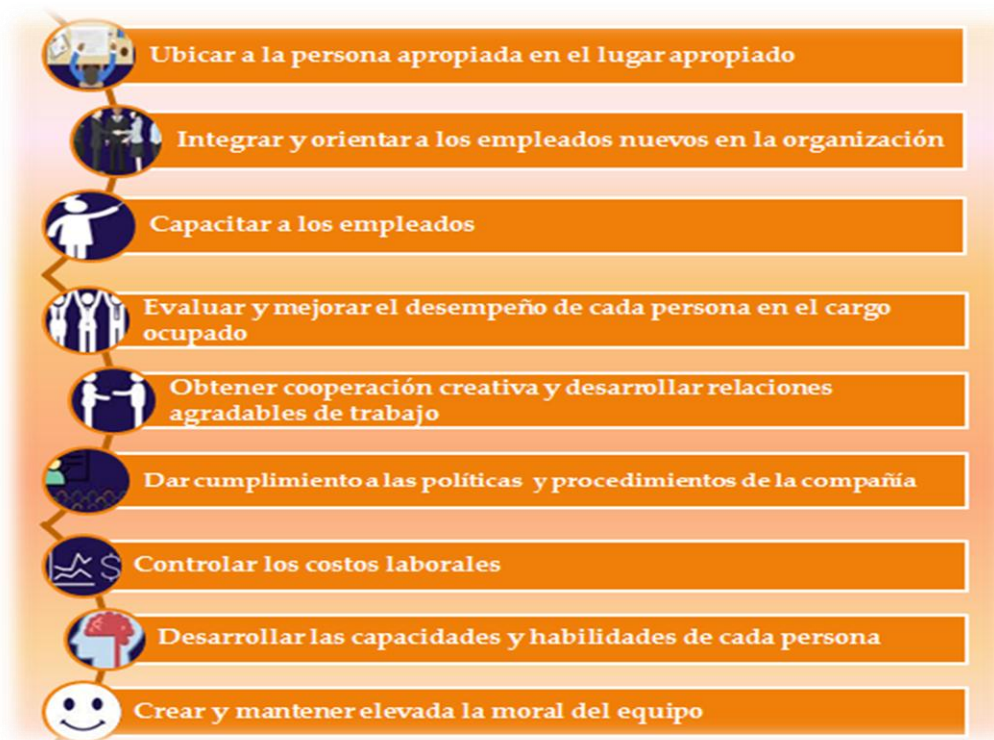 Ubicar a la persona apropiada en el lugar apropiado
Integrar y orientar a los empleados nuevos en la organización
Capacitar a los empleados
Evaluar y mejorar el desempeño de cada persona en el cargo
ocupado
Obtener cooperación creativa y desarrollar relaciones
agradables de trabajo
Dar cumplimiento a las políticas y procedimientos de la compañía
$
Controlar los costos laborales
Desarrollar las capacidades y habilidades de cada persona
Crear y mantener elevada la moral del equipo